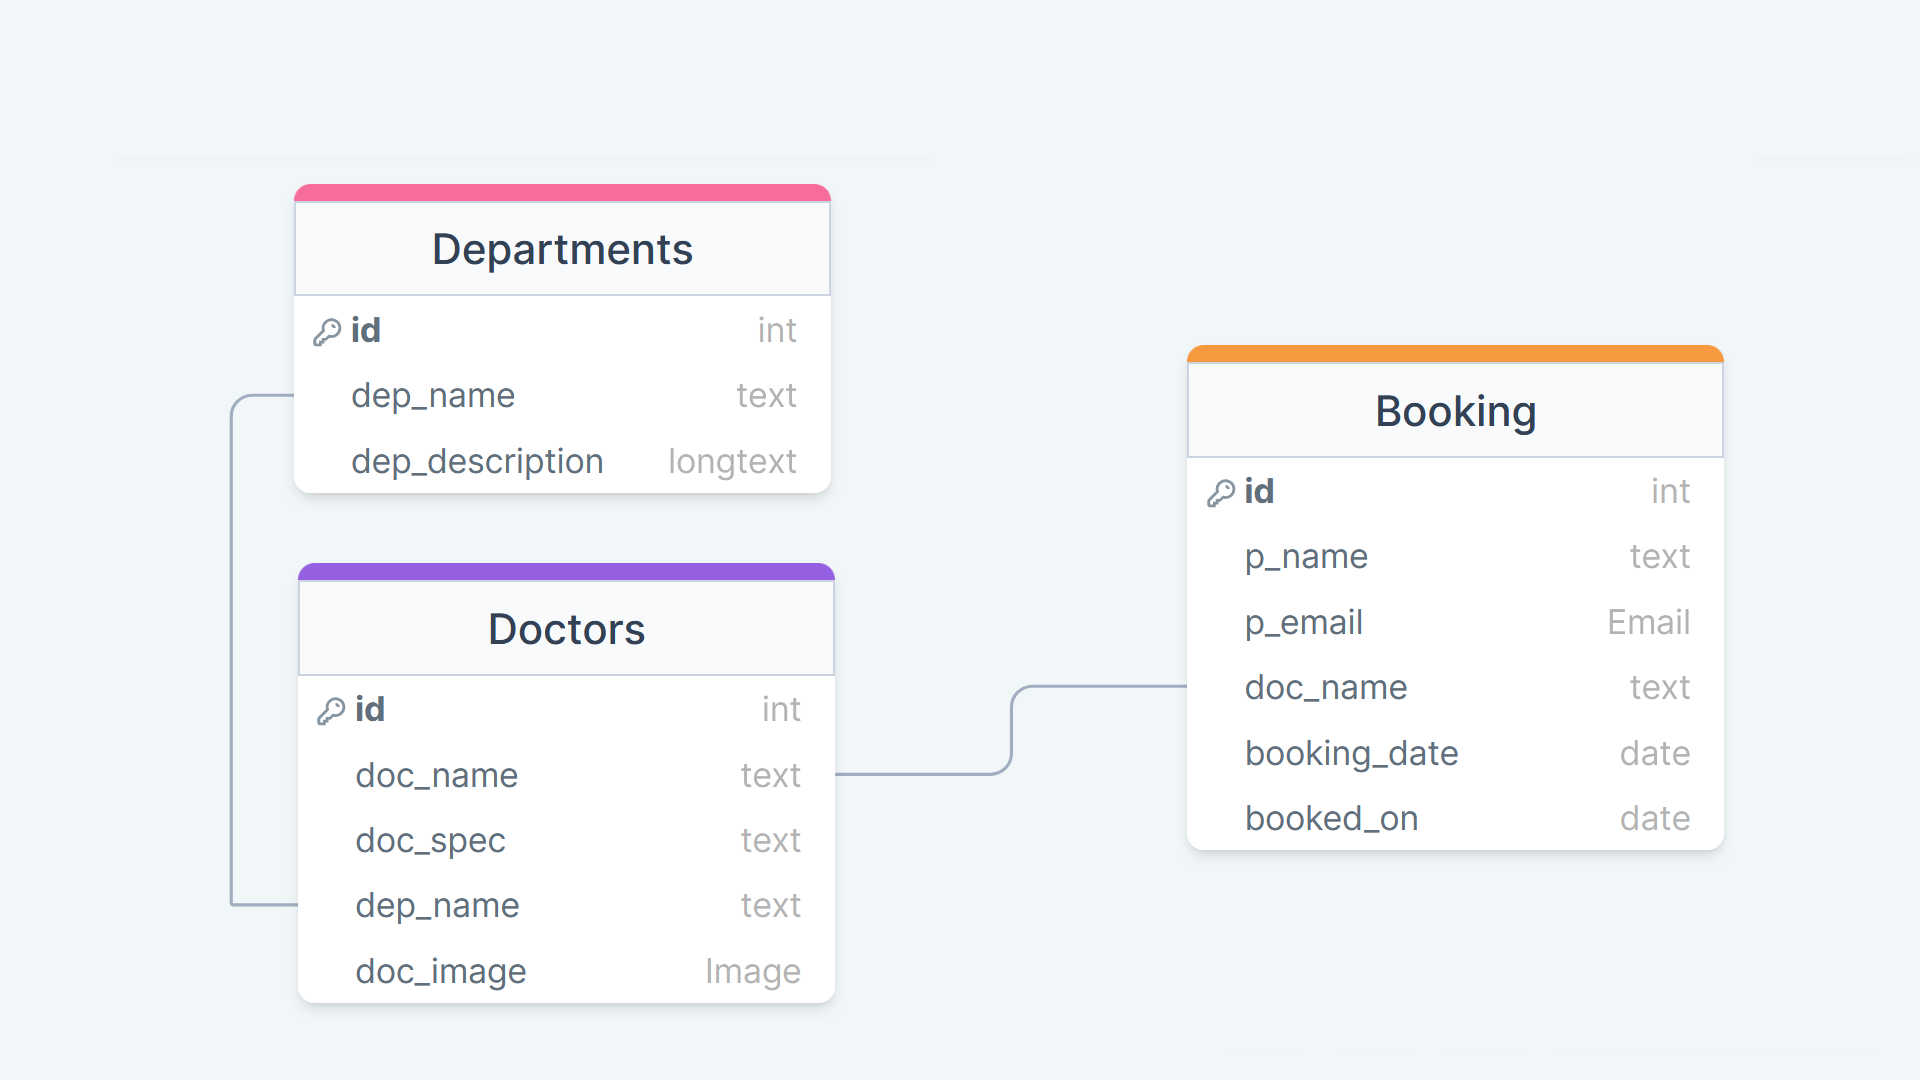 Departments
id int
dep_name text
dep_description longtext
Doctors
id int
doc_name text
doc_spec text
dep_name text
doc_image Image
Booking
id int
p_name text
p_email Email
doc_name text
booking_date date
booked_on date